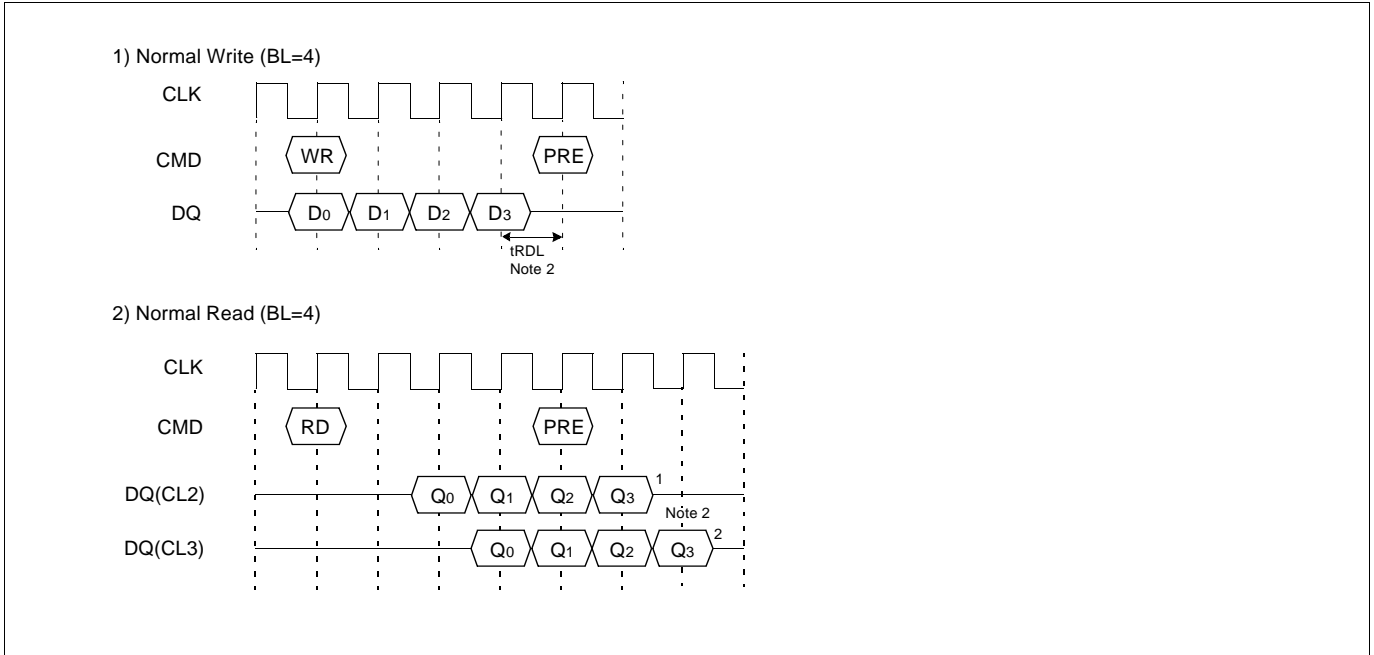 1) Normal Write (BL=4)
CLK
CMD WR PRE
DQ D0 D1 D2 D3
tRDL
Note 2
2) Normal Read (BL=4)
CLK
CMD RD PRE
DQ(CL2) Q0 Q1 Q2 Q3 1
Note 2
DQ(CL3) Q0 Q1 Q2 Q3 2